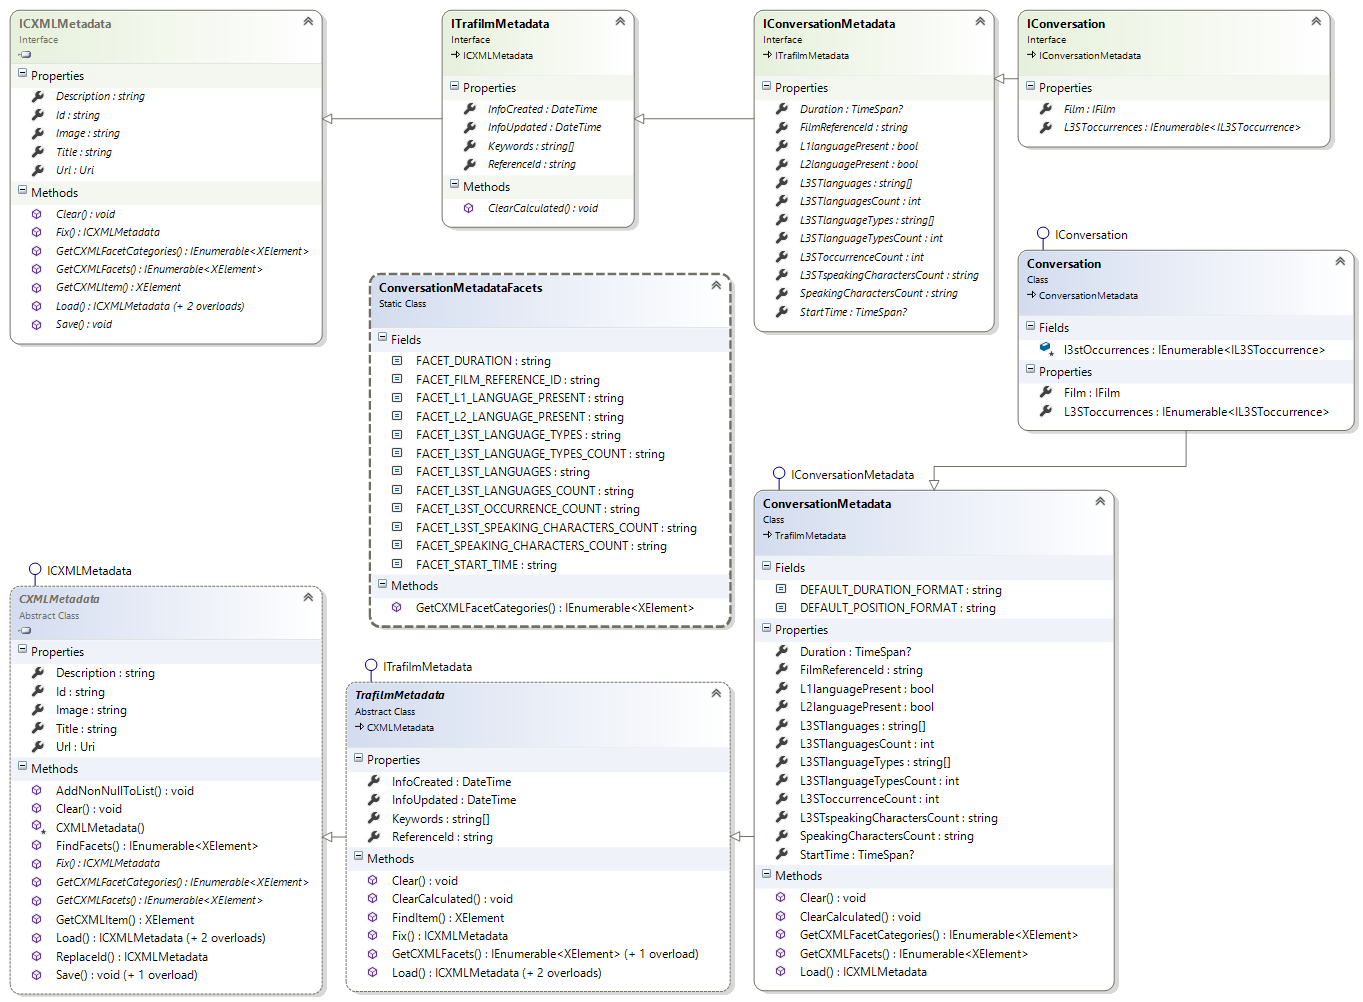 ICXMLMetadata
Interface
Properties
Description : string
Id : string
Image : string
Title : string
Url : Uri
Methods
Clear() : void
Fix() : ICXMLMetadata
GetCXMLFacetCategories() : IEnumerable<XElement>
GetCXMLFacets() : IEnumerable<XElement>
GetCXMLItem() : XElement
Load() : ICXMLMetadata (+ 2 overloads)
Save() : void
ITrafilmMetadata
Interface
ICXMLMetadata
Properties
InfoCreated : DateTime
InfoUpdated : DateTime
Keywords : string[]
ReferenceId : string
Methods
ClearCalculated() : void
IConversationMetadata
Interface
ITrafilmMetadata
Properties
Duration : TimeSpan?
FilmReferenceId : string
L1languagePresent : bool
L2languagePresent : bool
L3STlanguages : string[]
L3STlanguagesCount : int
L3STlanguageTypes : string[]
L3STlanguageTypesCount : int
L3SToccurrenceCount : int
L3STspeakingCharactersCount : string
SpeakingCharactersCount : string
StartTime : TimeSpan?
IConversation
Interface
IConversationMetadata
Properties
Film : IFilm
L3SToccurrences : IEnumerable<IL3SToccurrence>
IConversation
Conversation
Class
ConversationMetadata
Fields
l3stOccurrences : IEnumerable<IL3SToccurrence>
Properties
Film : IFilm
L3SToccurrences : IEnumerable<IL3SToccurrence>
ConversationMetadataFacets
Static Class
Fields
FACET_DURATION : string
FACET_FILM_REFERENCE_ID : string
FACET_L1_LANGUAGE_PRESENT : string
FACET_L2_LANGUAGE_PRESENT : string
FACET_L3ST_LANGUAGE_TYPES : string
FACET_L3ST_LANGUAGE_TYPES_COUNT : string
FACET_L3ST_LANGUAGES : string
FACET_L3ST_LANGUAGES_COUNT : string
FACET_L3ST_OCCURRENCE_COUNT : string
FACET_L3ST_SPEAKING_CHARACTERS_COUNT : string
FACET_SPEAKING_CHARACTERS_COUNT : string
FACET_START_TIME : string
Methods
GetCXMLFacetCategories() : IEnumerable<XElement>
IConversationMetadata
ConversationMetadata
Class
TrafilmMetadata
Fields
DEFAULT_DURATION_FORMAT : string
DEFAULT_POSITION_FORMAT : string
Properties
Duration : TimeSpan?
FilmReferenceId : string
L1languagePresent : bool
L2languagePresent : bool
L3STlanguages : string[]
L3STlanguagesCount : int
L3STlanguageTypes : string[]
L3STlanguageTypesCount : int
L3SToccurrenceCount : int
L3STspeakingCharactersCount : string
SpeakingCharactersCount : string
StartTime : TimeSpan?
Methods
Clear() : void
ClearCalculated() : void
GetCXMLFacetCategories() : IEnumerable<XElement>
GetCXMLFacets() : IEnumerable<XElement>
Load() : ICXMLMetadata
ICXMLMetadata
CXMLMetadata
Abstract Class
Properties
Description : string
Id : string
Image : string
Title : string
Url : Uri
Methods
AddNonNullToList() : void
Clear() : void
CXMLMetadata()
FindFacets() : IEnumerable<XElement>
Fix() : ICXMLMetadata
GetCXMLFacetCategories() : IEnumerable<XElement>
GetCXMLFacets() : IEnumerable<XElement>
GetCXMLItem() : XElement
Load() : ICXMLMetadata (+ 2 overloads)
ReplaceId() : ICXMLMetadata
Save() : void (+ 1 overload)
ITrafilmMetadata
TrafilmMetadata
Abstract Class
CXMLMetadata
Properties
InfoCreated : DateTime
InfoUpdated : DateTime
Keywords : string[]
ReferenceId : string
Methods
Clear() : void
ClearCalculated() : void
FindItem() : XElement
Fix() : ICXMLMetadata
GetCXMLFacets() : IEnumerable<XElement> (+ 1 overload)
Load() : ICXMLMetadata (+ 2 overloads)